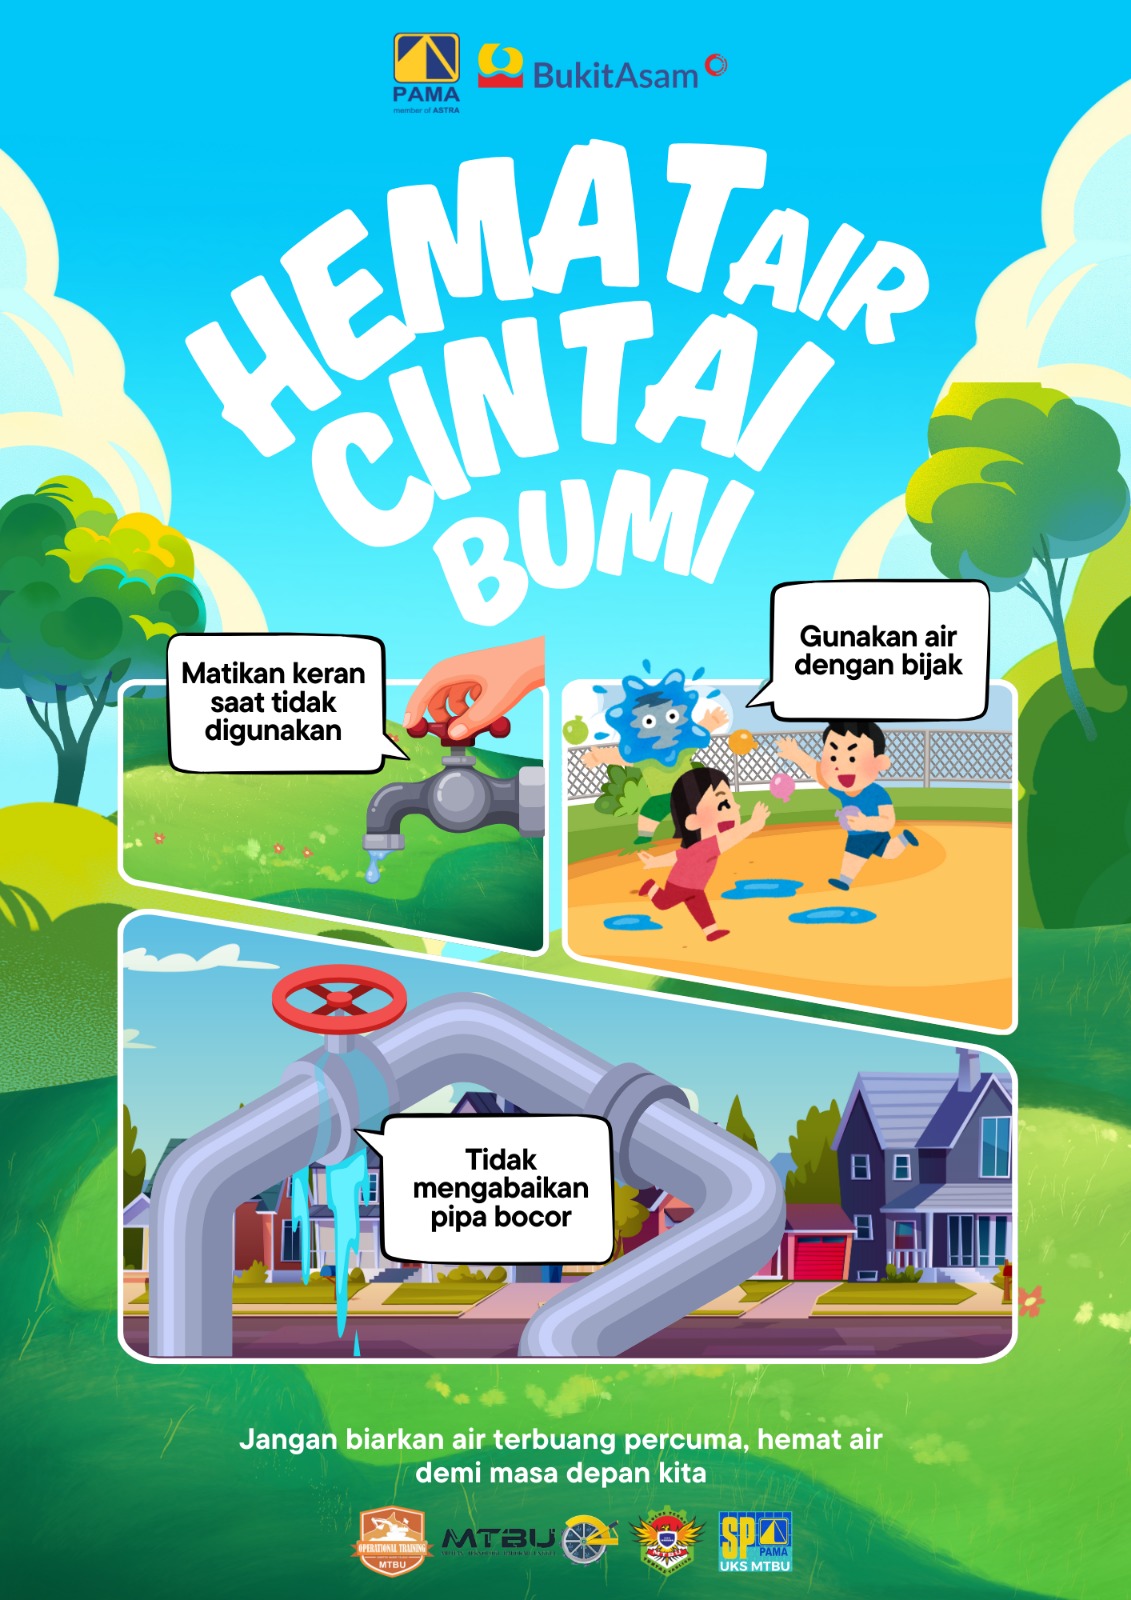 PAMA
member of ASTRA
BukitAsam
HEMAT AIR
CINTAI
BUMI
Matikan keran
saat tidak
digunakan
Gunakan air
dengan bijak
Tidak
mengabaikan
pipa bocor
Jangan biarkan air terbuang percuma, hemat air
demi masa depan kita
OPERATIONAL TRAINING
MTBU
MTBU
SP
PAMA
UKS MTBU